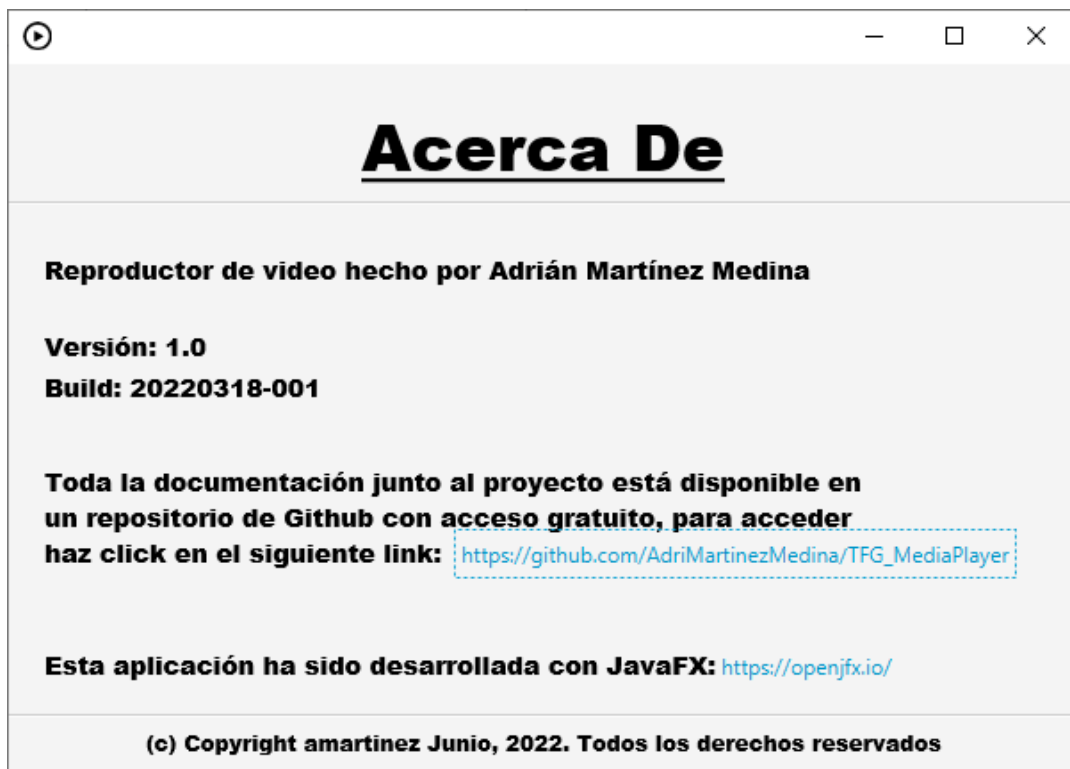 Acerca De
Reproductor de video hecho por Adrián Martínez Medina
Versión: 1.0
Build: 20220318-001
Toda la documentación junto al proyecto está disponible en
un repositorio de Github con acceso gratuito, para acceder
haz click en el siguiente link: https://github.com/AdriMartinezMedina/TFG_MediaPlayer
Esta aplicación ha sido desarrollada con JavaFX: https://openjfx.io/
(c) Copyright amartinez Junio, 2022. Todos los derechos reservados